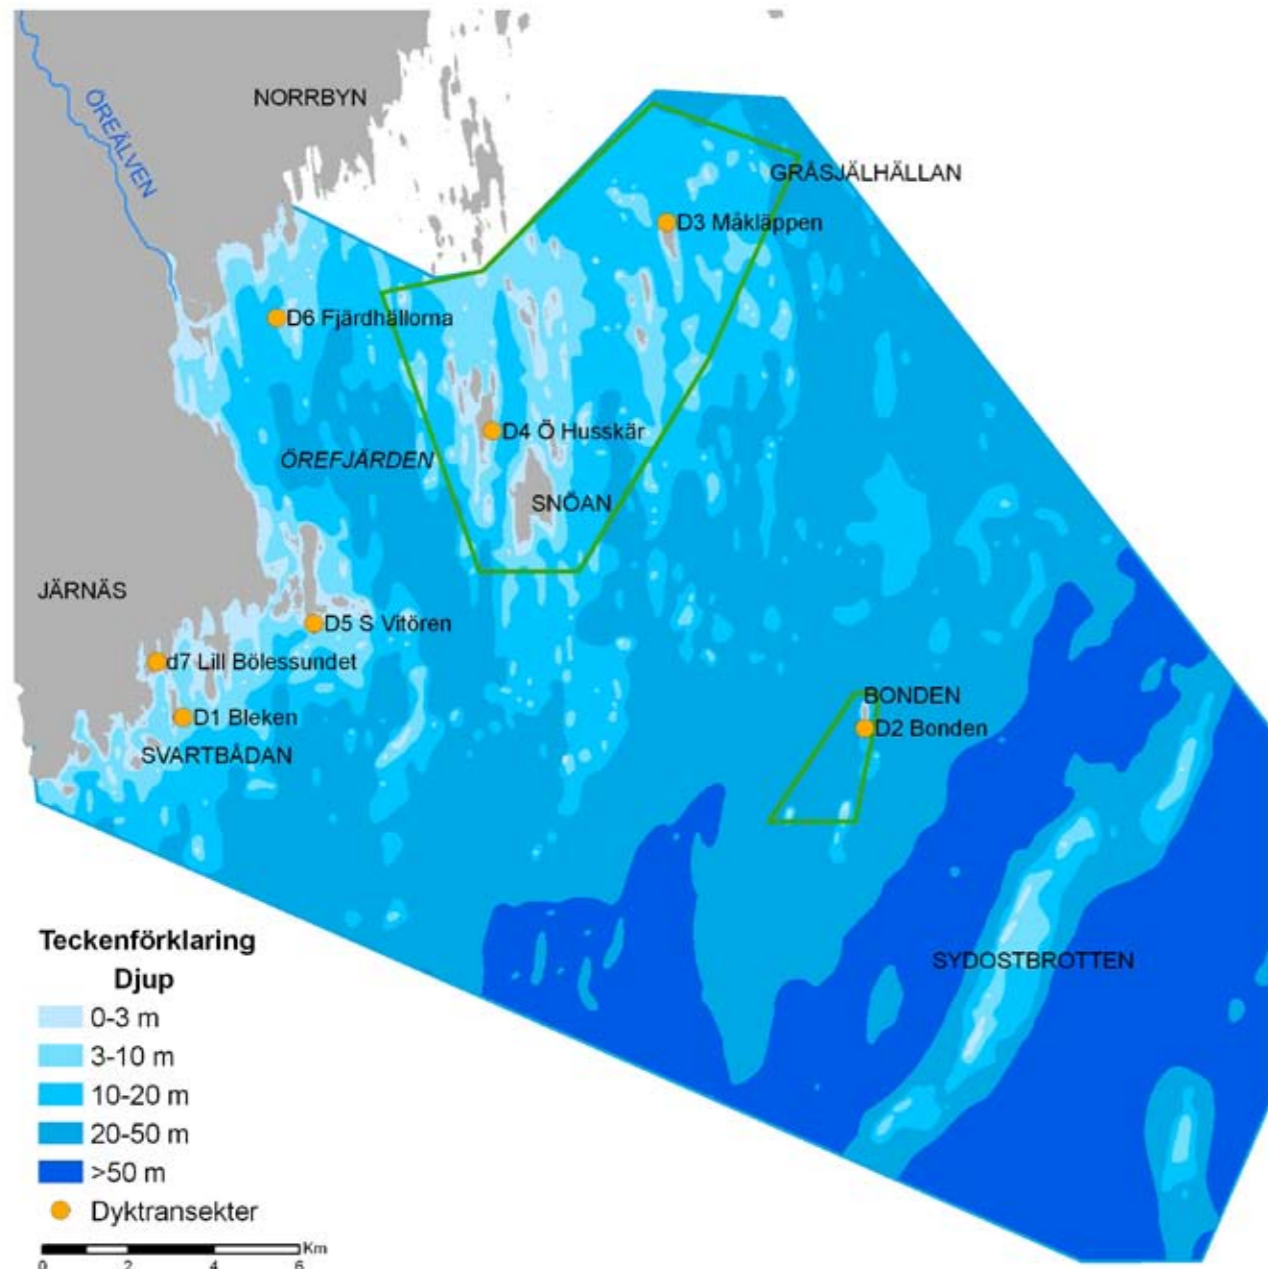 NORRBYN
ÖREÄLVEN
GRÅSJÄLHÄLLAN
D3 Måkläppen
D6 Fjärdhällorna
D4 Ö Husskär
ÖREFJÄRDEN
SNÖAN
JÄRNÄS
D5 S Vitören
d7 Lill Bölessundet
BONDEN
D1 Bleken
D2 Bonden
SVARTBÅDAN
Teckenförklaring
SYDOSTBROTTEN
Djup
0-3 m
3-10 m
10-20 m
20-50 m
>50 m
Dyktransekter
Km
0 2 4 6